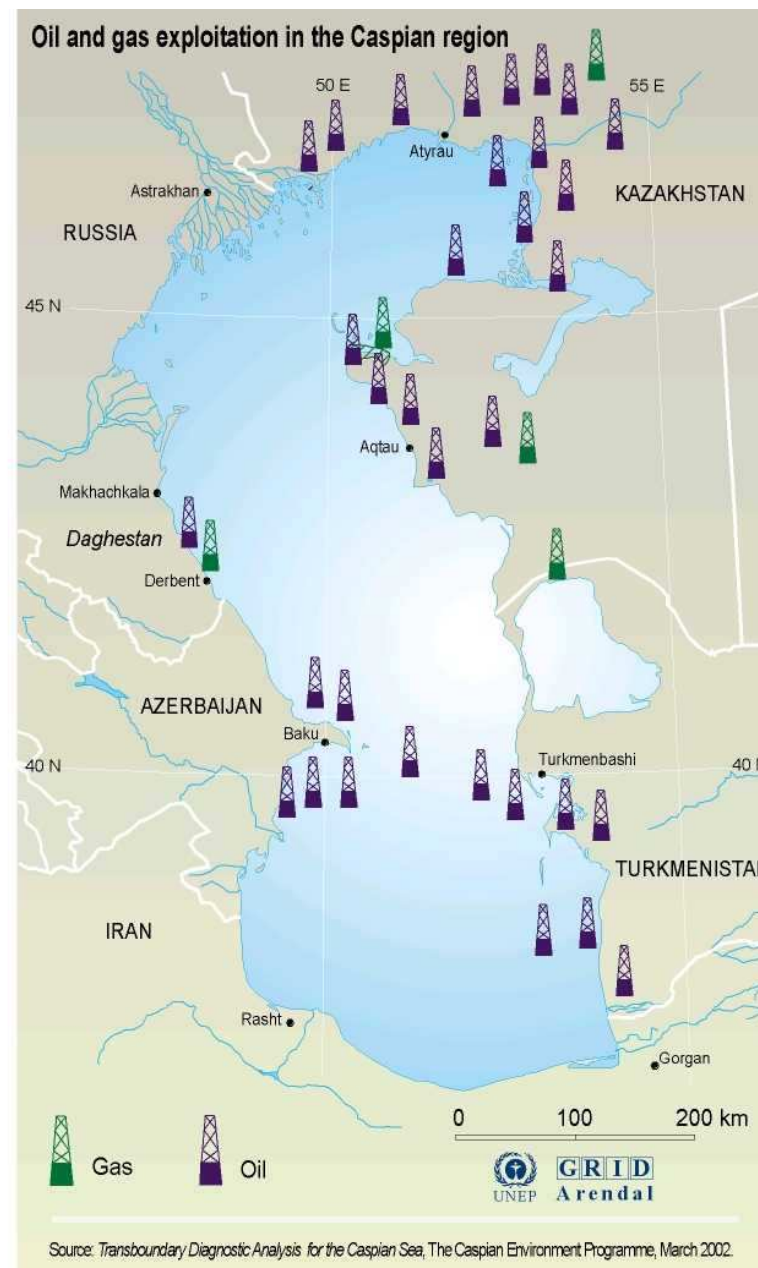 Oil and gas exploitation in the Caspian region
50 E
55 E
Atyrau
Astrakhan
KAZAKHSTAN
RUSSIA
45 N
Aqtau
Makhachkala
Daghestan
Derbent
AZERBAIJAN
Baku
Turkmenbashi
40 N
40 N
TURKMENISTA
IRAN
Rasht
Gorgan
0 100 200 km
Gas Oil
UNEP
GRID
Arendal
Source: Transboundary Diagnostic Analysis for the Caspian Sea, The Caspian Environment Programme, March 2002.